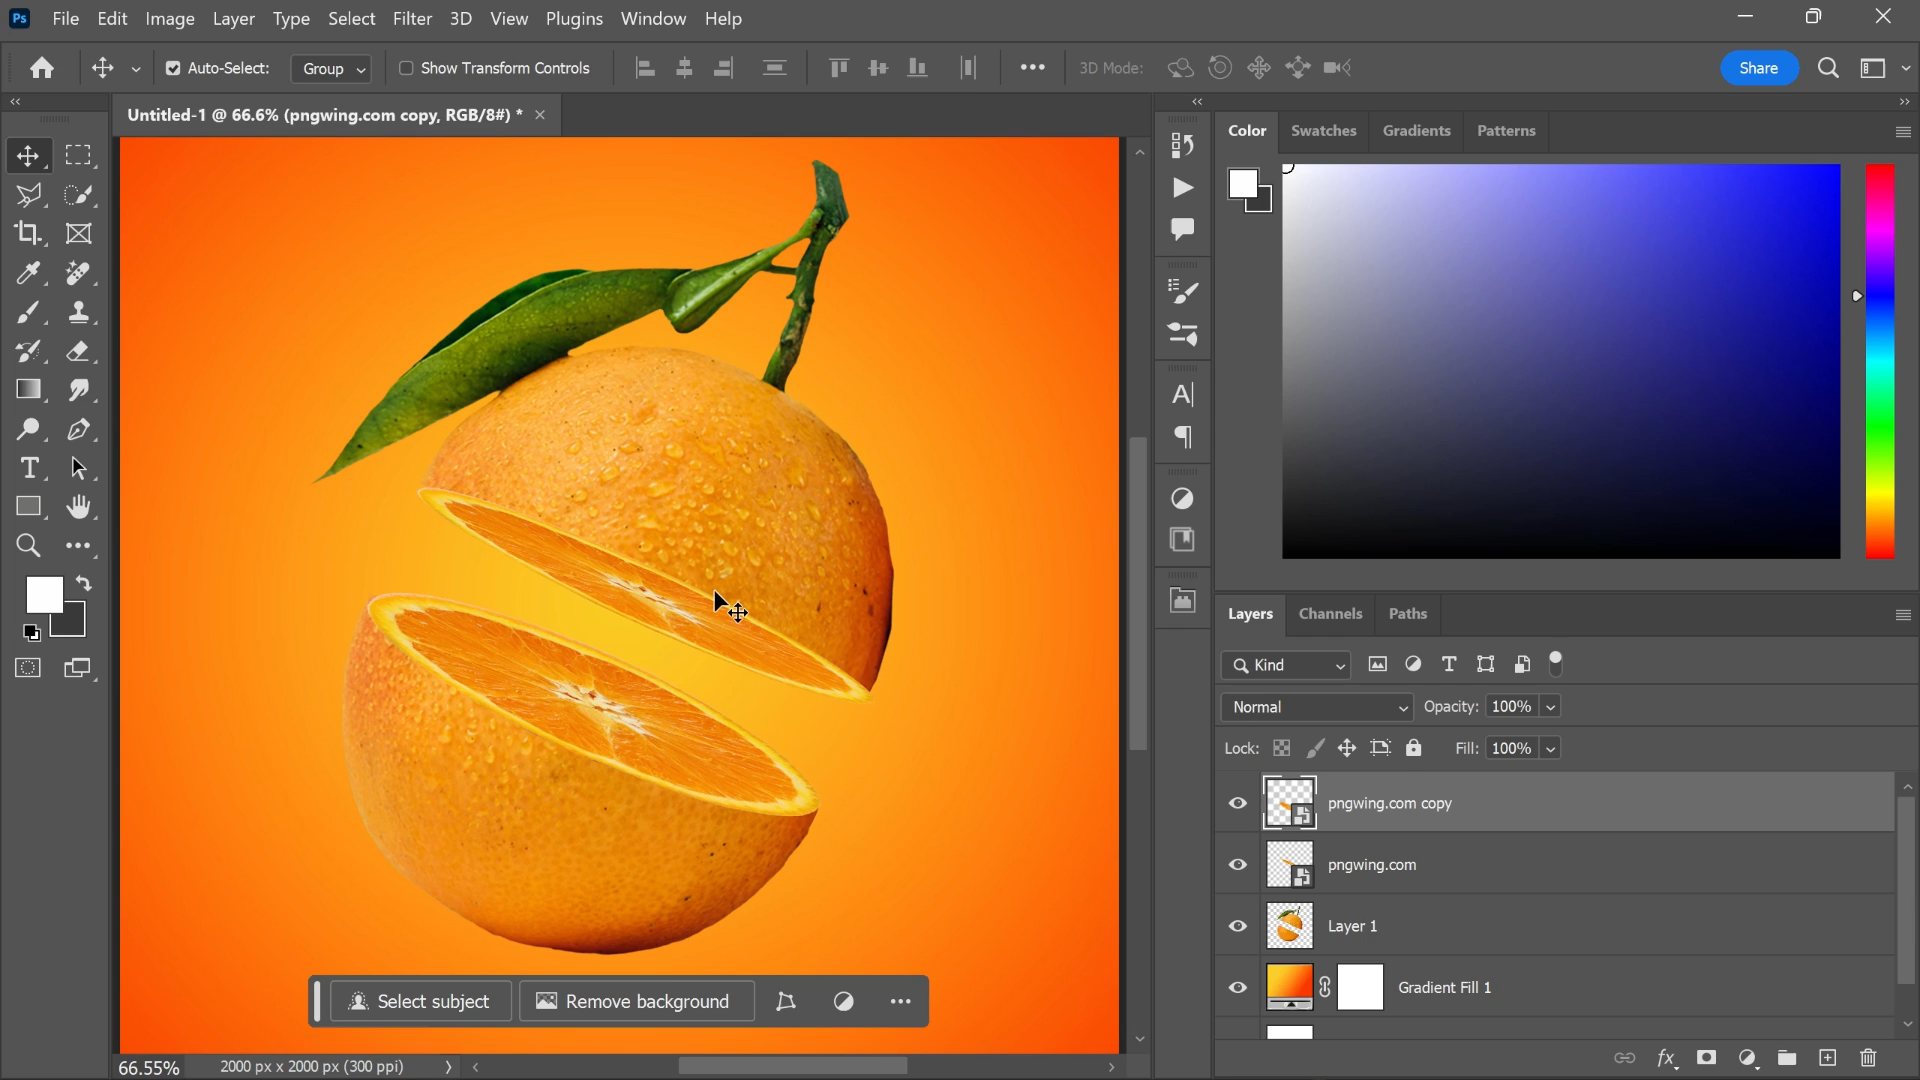 Ps File Edit Image Layer Type Select Filter 3D View Plugins Window Help
Auto-Select: Group Show Transform Controls 3D Mode: Share
Untitled-1 @ 66.6% (pngwing.com copy, RGB/8#) *
Color Swatches Gradients Patterns
Layers Channels Paths
Kind
Normal Opacity: 100%
Lock: Fill: 100%
pngwing.com copy
pngwing.com
Layer 1
Gradient Fill 1
Select subject Remove background
66.55% 2000 px x 2000 px (300 ppi)
fx